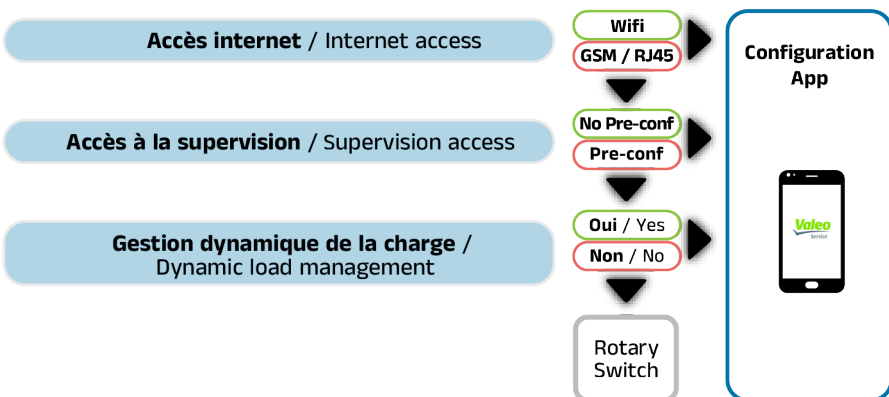 Accès internet / Internet access
Wifi
GSM / RJ45
Configuration
App
Accès à la supervision / Supervision access
No Pre-conf
Pre-conf
Gestion dynamique de la charge /
Dynamic load management
Oui / Yes
Non / No
Valeo
Service
Rotary
Switch